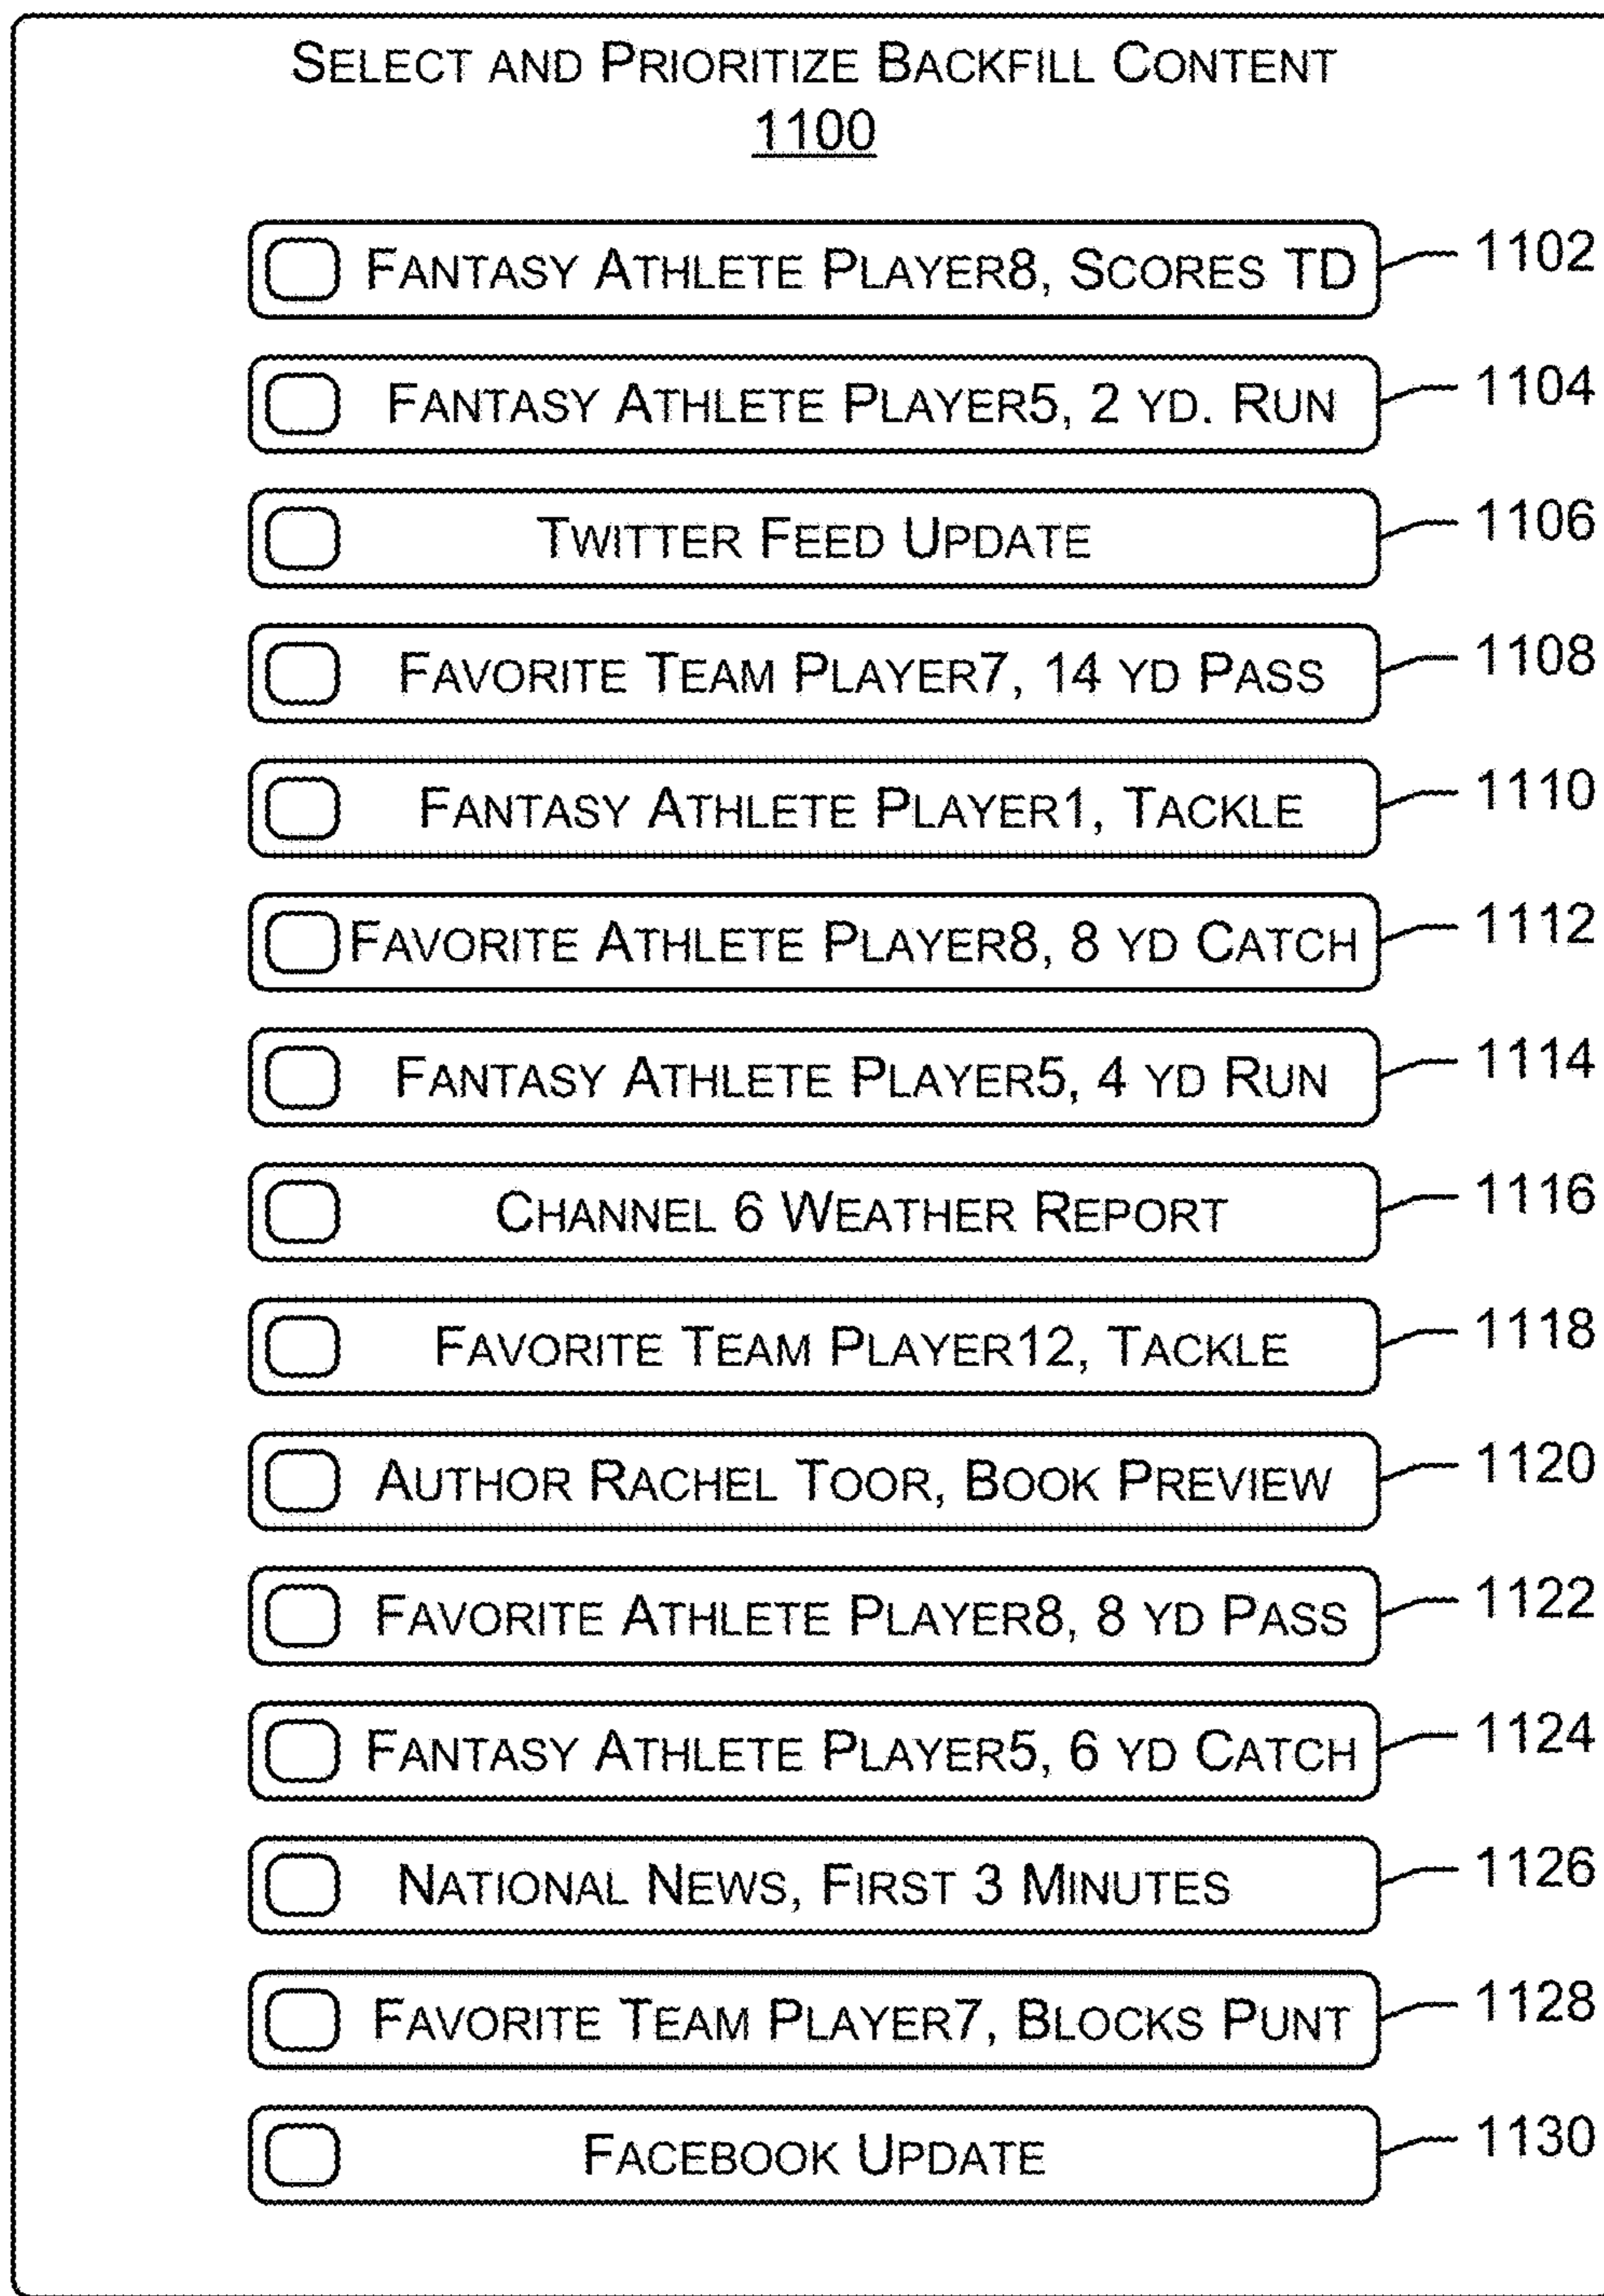 SELECT AND PRIORITIZE BACKFILL CONTENT
1100
FANTASY ATHLETE PLAYER8, SCORES TD 1102
FANTASY ATHLETE PLAYER5, 2 YD. RUN 1104
TWITTER FEED UPDATE 1106
FAVORITE TEAM PLAYER7, 14 YD PASS 1108
FANTASY ATHLETE PLAYER1, TACKLE 1110
FAVORITE ATHLETE PLAYER8, 8 YD CATCH 1112
FANTASY ATHLETE PLAYER5, 4 YD RUN 1114
CHANNEL 6 WEATHER REPORT 1116
FAVORITE TEAM PLAYER12, TACKLE 1118
AUTHOR RACHEL TOOR, BOOK PREVIEW 1120
FAVORITE ATHLETE PLAYER8, 8 YD PASS 1122
FANTASY ATHLETE PLAYER5, 6 YD CATCH 1124
NATIONAL NEWS, FIRST 3 MINUTES 1126
FAVORITE TEAM PLAYER7, BLOCKS PUNT 1128
FACEBOOK UPDATE 1130